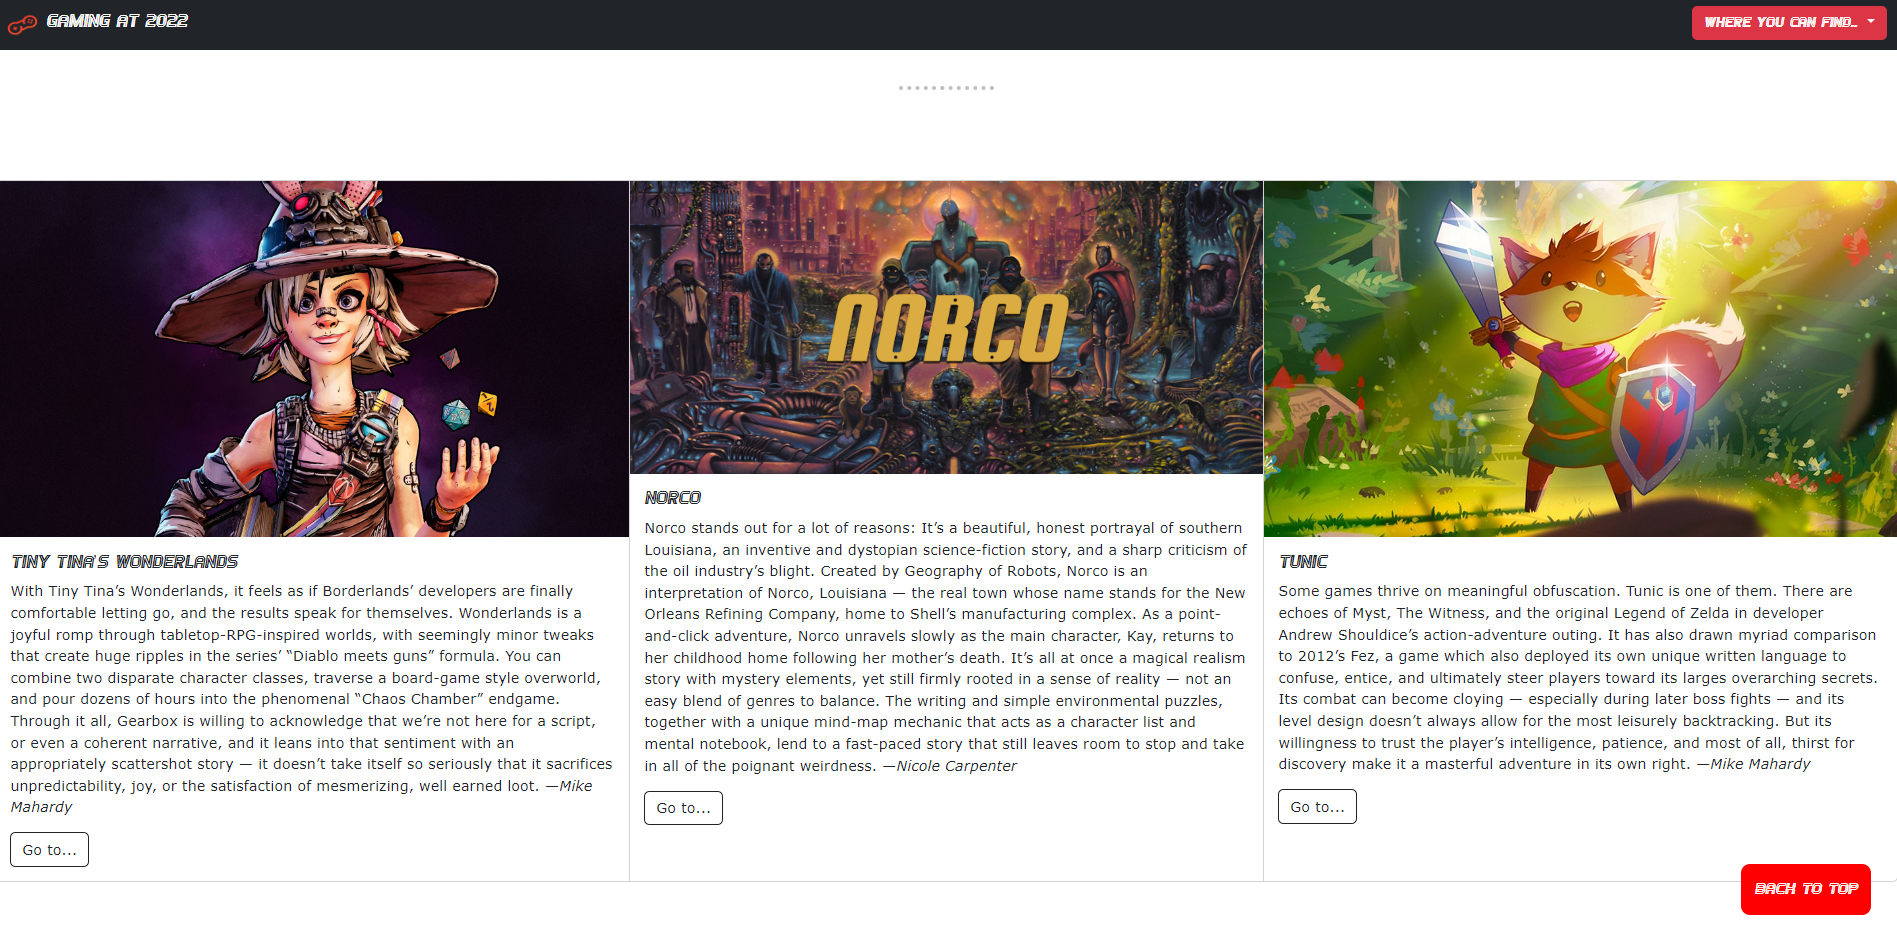 GAMING AT 2022
WHERE YOU CAN FIND...
NORCO
TINY TINA'S WONDERLANDS
With Tiny Tina’s Wonderlands, it feels as if Borderlands’ developers are finally
comfortable letting go, and the results speak for themselves. Wonderlands is a
joyful romp through tabletop-RPG-inspired worlds, with seemingly minor tweaks
that create huge ripples in the series’ “Diablo meets guns” formula. You can
combine two disparate character classes, traverse a board-game style overworld,
and pour dozens of hours into the phenomenal “Chaos Chamber” endgame.
Through it all, Gearbox is willing to acknowledge that we’re not here for a script,
or even a coherent narrative, and it leans into that sentiment with an
appropriately scattershot story — it doesn’t take itself so seriously that it sacrifices
unpredictability, joy, or the satisfaction of mesmerizing, well earned loot. —Mike
Mahardy
Go to...
NORCO
Norco stands out for a lot of reasons: It’s a beautiful, honest portrayal of southern
Louisiana, an inventive and dystopian science-fiction story, and a sharp criticism of
the oil industry’s blight. Created by Geography of Robots, Norco is an
interpretation of Norco, Louisiana — the real town whose name stands for the New
Orleans Refining Company, home to Shell’s manufacturing complex. As a point-
and-click adventure, Norco unravels slowly as the main character, Kay, returns to
her childhood home following her mother’s death. It’s all at once a magical realism
story with mystery elements, yet still firmly rooted in a sense of reality — not an
easy blend of genres to balance. The writing and simple environmental puzzles,
together with a unique mind-map mechanic that acts as a character list and
mental notebook, lend to a fast-paced story that still leaves room to stop and take
in all of the poignant weirdness. —Nicole Carpenter
Go to...
TUNIC
Some games thrive on meaningful obfuscation. Tunic is one of them. There are
echoes of Myst, The Witness, and the original Legend of Zelda in developer
Andrew Shouldice’s action-adventure outing. It has also drawn myriad comparison
to 2012’s Fez, a game which also deployed its own unique written language to
confuse, entice, and ultimately steer players toward its larges overarching secrets.
Its combat can become cloying — especially during later boss fights — and its
level design doesn’t always allow for the most leisurely backtracking. But its
willingness to trust the player’s intelligence, patience, and most of all, thirst for
discovery make it a masterful adventure in its own right. —Mike Mahardy
Go to...
BACK TO TOP